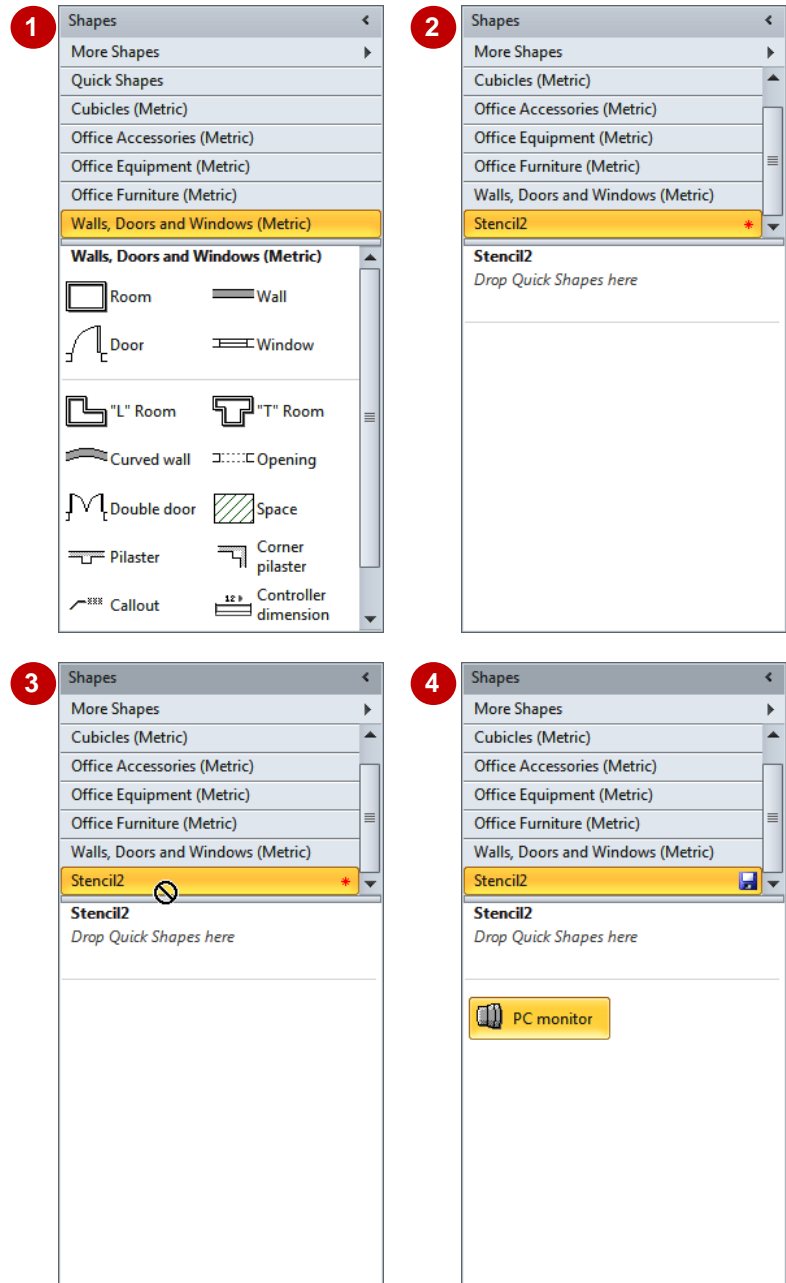 1
Shapes
More Shapes
Quick Shapes
Cubicles (Metric)
Office Accessories (Metric)
Office Equipment (Metric)
Office Furniture (Metric)
Walls, Doors and Windows (Metric)
Walls, Doors and Windows (Metric)
Room
Wall
Door
Window
"L" Room
"T" Room
Curved wall
Opening
Double door
Space
Pilaster
Corner
pilaster
Callout
Controller
dimension
2
Shapes
More Shapes
Cubicles (Metric)
Office Accessories (Metric)
Office Equipment (Metric)
Office Furniture (Metric)
Walls, Doors and Windows (Metric)
Stencil2
Stencil2
Drop Quick Shapes here
3
Shapes
More Shapes
Cubicles (Metric)
Office Accessories (Metric)
Office Equipment (Metric)
Office Furniture (Metric)
Walls, Doors and Windows (Metric)
Stencil2
Stencil2
Drop Quick Shapes here
4
Shapes
More Shapes
Cubicles (Metric)
Office Accessories (Metric)
Office Equipment (Metric)
Office Furniture (Metric)
Walls, Doors and Windows (Metric)
Stencil2
Stencil2
Drop Quick Shapes here
PC monitor